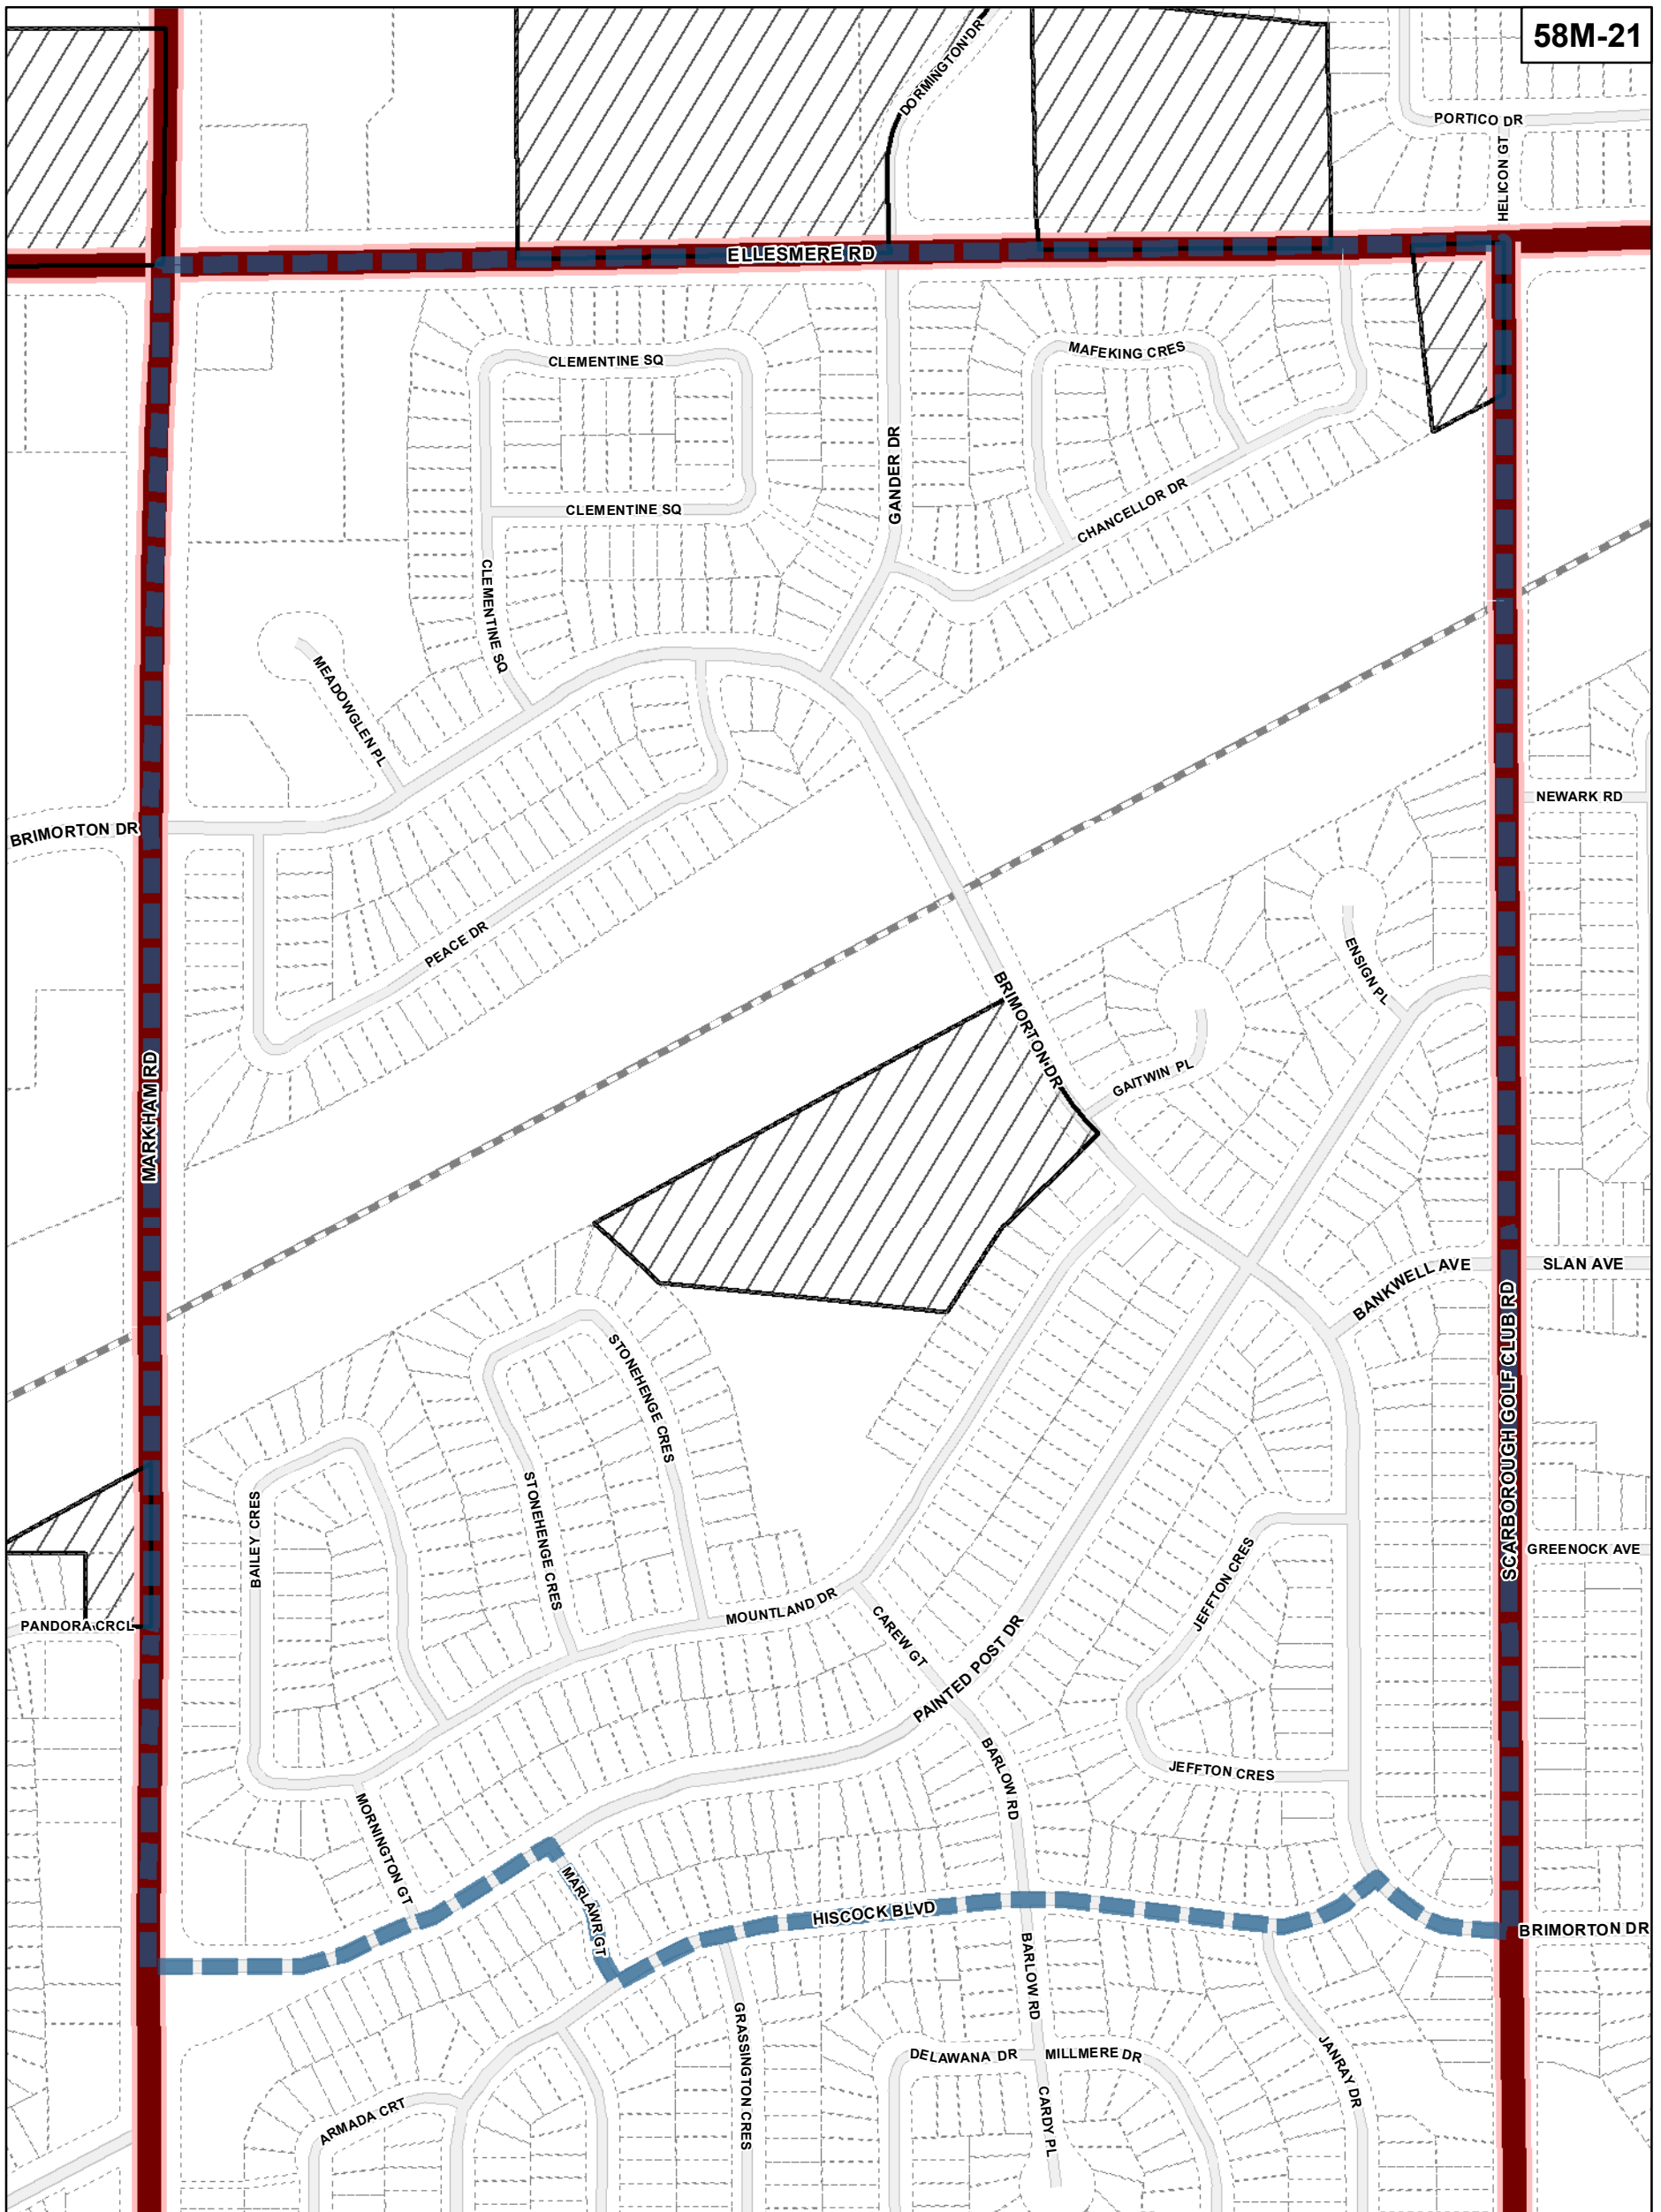 58M-21
DORMINGTON DR
PORTICO DR
HELICON GT
ELLESMERE RD
CLEMENTINE SQ
MAFEKING CRES
GANDER DR
CLEMENTINE SQ
CHANCELLOR DR
CLEMENTINE SQ
MEADOWGLEN PL
NEWARK RD
BRIMORTON DR
PEACE DR
ENSIGN PL
BRIMORTON DR
GAITWIN PL
MARKHAM RD
BANKWELL AVE
SLAN AVE
STONEHENGE CRES
SCARBOROUGH GOLF CLUB RD
STONEHENGE CRES
BAILEY CRES
JEFFTON CRES
GREENOCK AVE
PANDORA CRCL
MOUNTLAND DR
CAREW GT
PAINTED POST DR
BARLOW RD
JEFFTON CRES
MORNINGTON GT
MARLAWR GT
HISCOCK BLVD
BRIMORTON DR
BARLOW RD
GRASSINGTON CRES
DELAWANA DR
MILLMERE DR
JANRAY DR
ARMADA CRT
CARDY PL